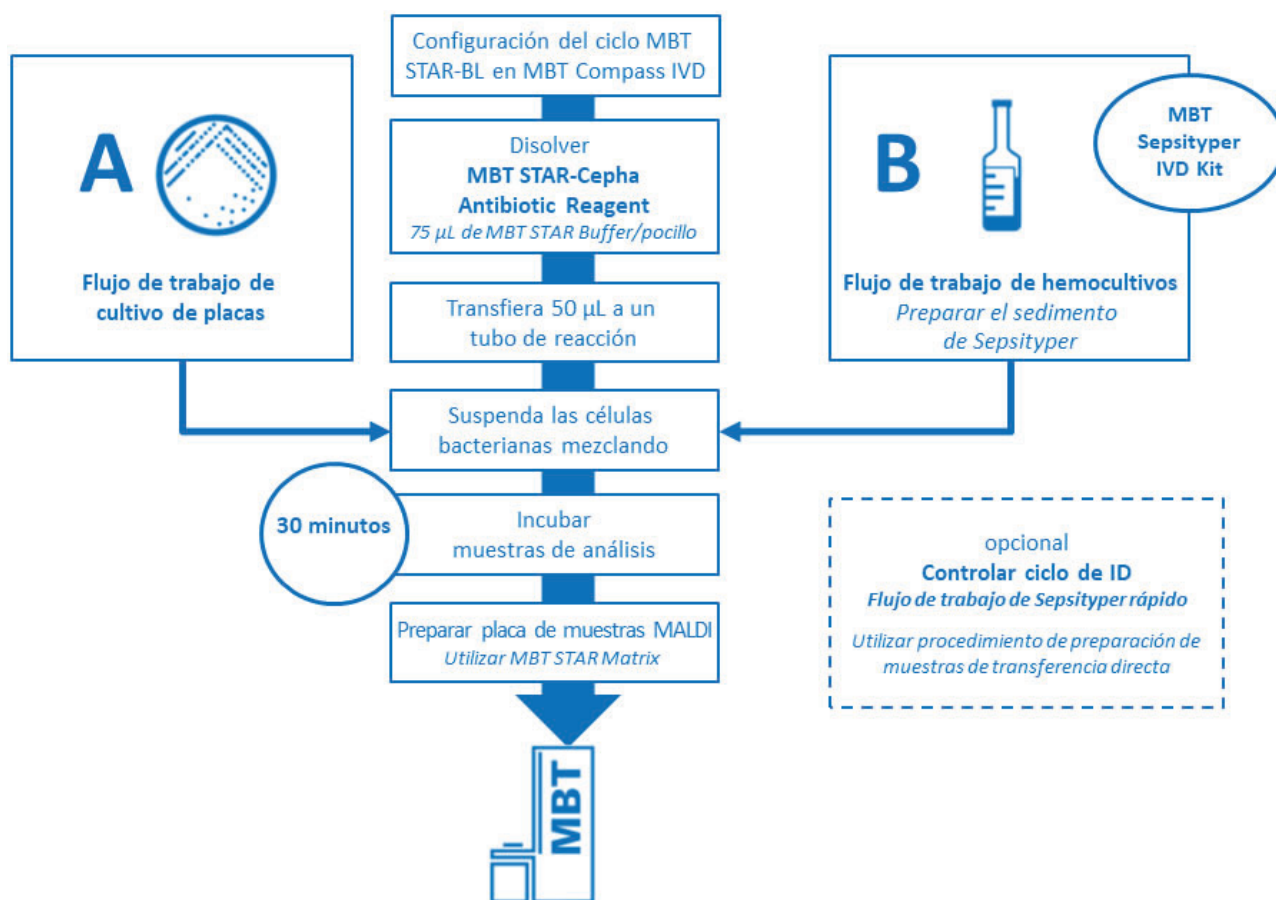 Configuración del ciclo MBT
STAR-BL en MBT Compass IVD
A
Flujo de trabajo de
cultivo de placas
Disolver
MBT STAR-Cepha
Antibiotic Reagent
75 µL de MBT STAR Buffer/pocillo
Transfiera 50 µL a un
tubo de reacción
B
MBT
Sepsityper
IVD Kit
Flujo de trabajo de hemocultivos
Preparar el sedimento
de Sepsityper
Suspenda las células
bacterianas mezclando
30 minutos
Incubar
muestras de análisis
Preparar placa de muestras MALDI
Utilizar MBT STAR Matrix
opcional
Controlar ciclo de ID
Flujo de trabajo de Sepsityper rápido
Utilizar procedimiento de preparación de
muestras de transferencia directa
MBT